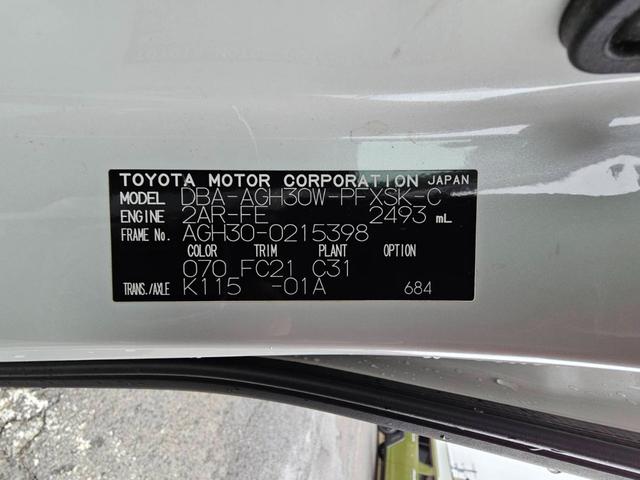 TOYOTA MOTOR CORPORATION JAPAN
MODEL DBA-AGH30W-PFXSK-C
ENGINE 2AR-FE 2493 mL
FRAME No. AGH30-0215398
COLOR TRIM PLANT OPTION
070 FC21 C31
TRANS./AXLE K115 -01A 684